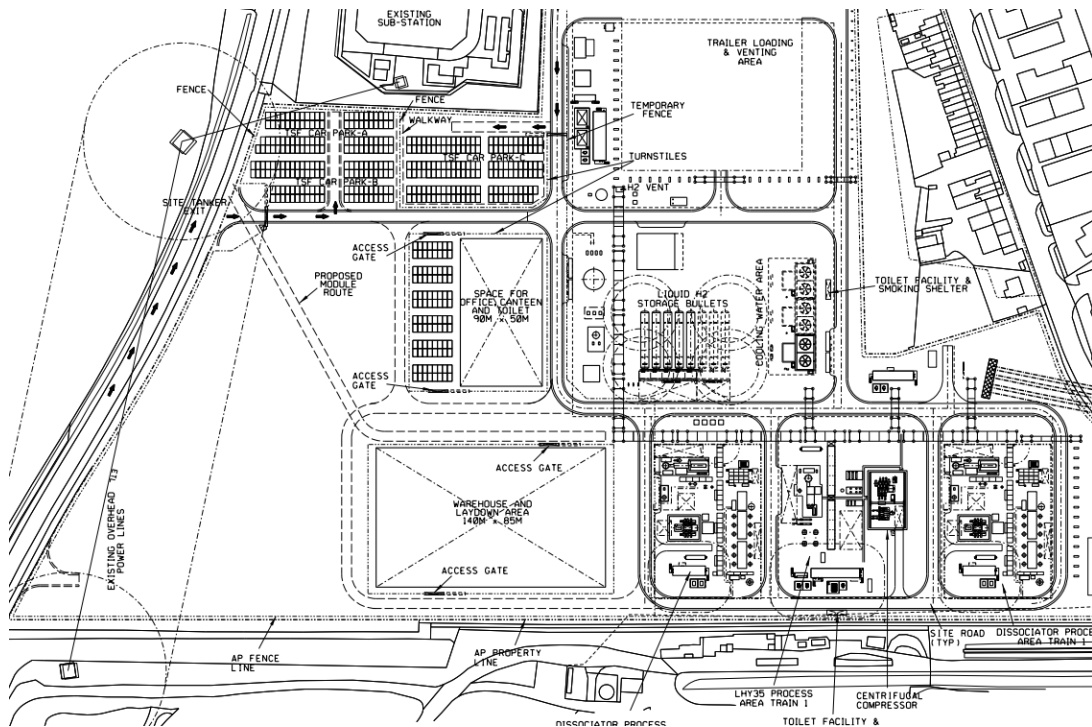 EXISTING
SUB-STATION
TRAILER LOADING
& VENTING
AREA
FENCE
FENCE
WALKWAY
TEMPORARY
FENCE
TSF CAR PARK-A
TSF CAR PARK-C
TURNSTILES
TSF CAR PARK-B
H2 VENT
SITE TANKER
EXIT
ACCESS
GATE
PROPOSED
MODULE
ROUTE
SPACE FOR
OFFICE/CANTEEN
AND TOILET
90M x 50M
LIQUID H2
STORAGE BULLETS
COOLING WATER AREA
TOILET FACILITY &
SMOKING SHELTER
ACCESS
GATE
ACCESS GATE
WAREHOUSE AND
LAYDOWN AREA
140M x 85M
EXISTING OVERHEAD
POWER LINES
ACCESS GATE
AP FENCE
LINE
AP PROPERTY
LINE
SITE ROAD
(TYP)
DISSOCIATOR PROCE
AREA TRAIN 1
LHY35 PROCESS
AREA TRAIN 1
CENTRIFUGAL
COMPRESSOR
DISSOCIATOR PROCESS
TOILET FACILITY &